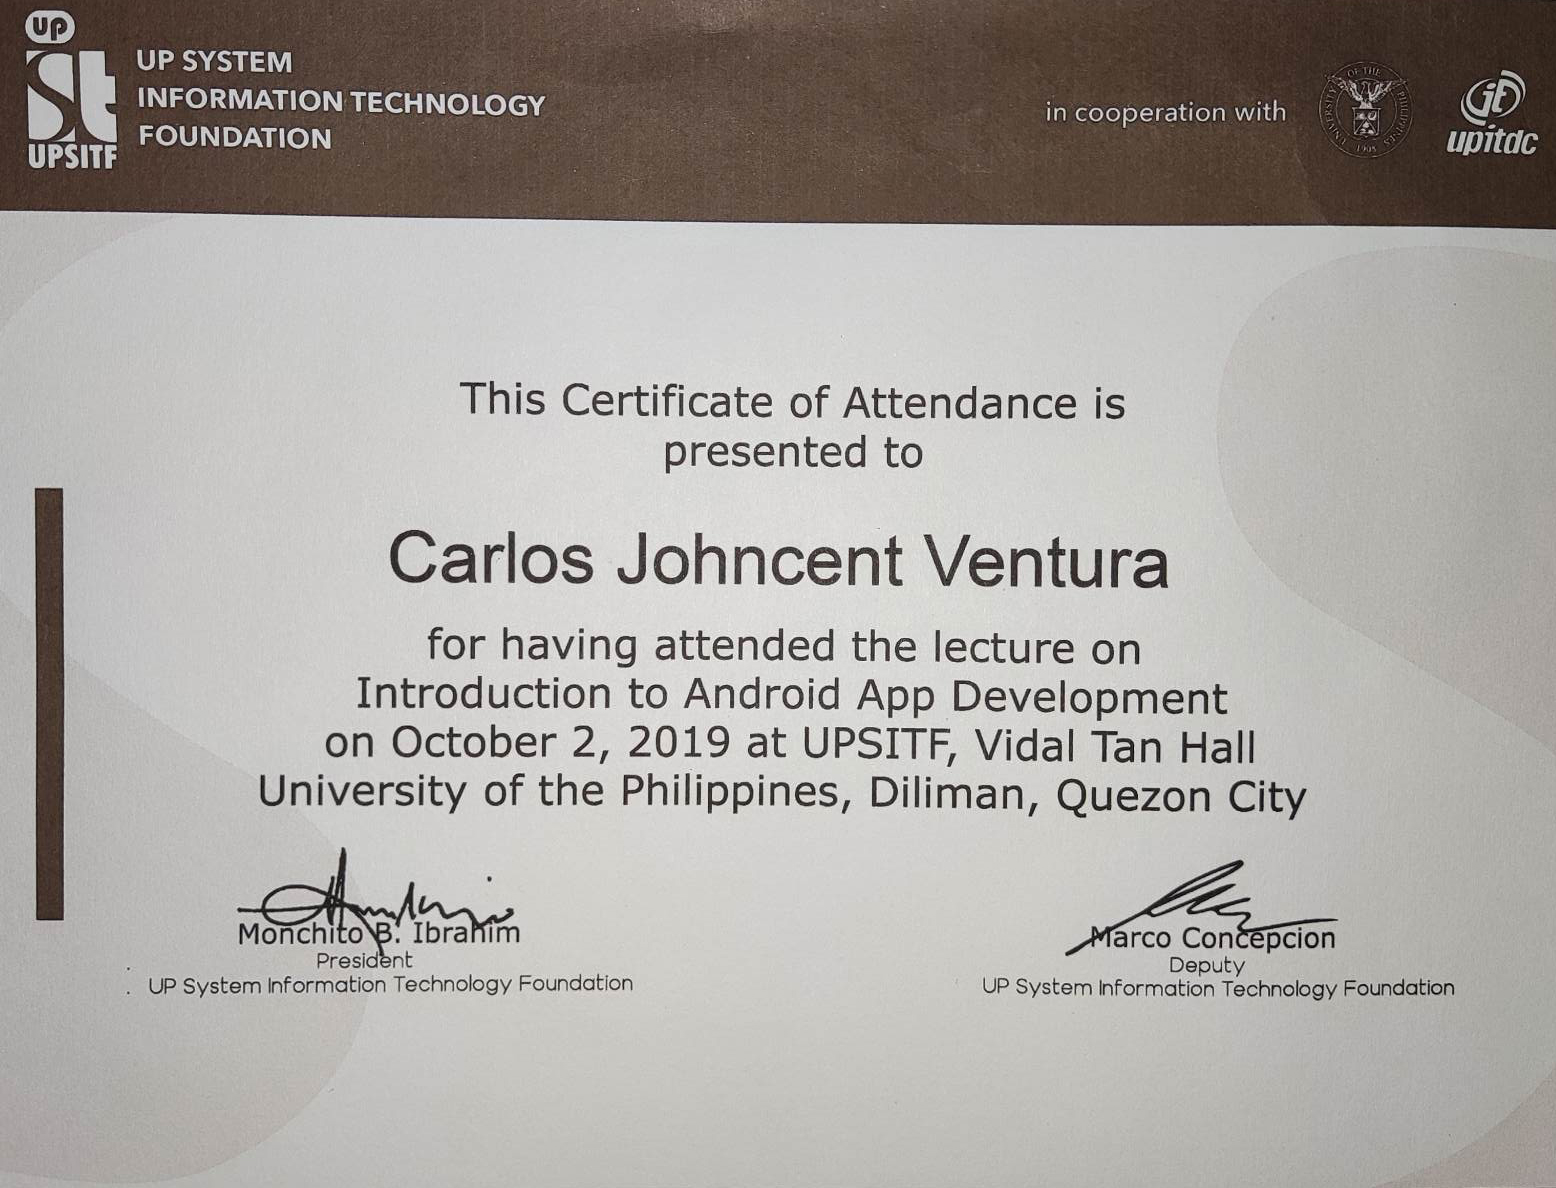 UP
UPSITF
UP SYSTEM
INFORMATION TECHNOLOGY
FOUNDATION
in cooperation with
UNIVERSITY OF THE PHILIPPINES
1908
upitdc
This Certificate of Attendance is
presented to
Carlos Johncent Ventura
for having attended the lecture on
Introduction to Android App Development
on October 2, 2019 at UPSITF, Vidal Tan Hall
University of the Philippines, Diliman, Quezon City
Monchito B. Ibrahim
President
UP System Information Technology Foundation
Marco Concepcion
Deputy
UP System Information Technology Foundation